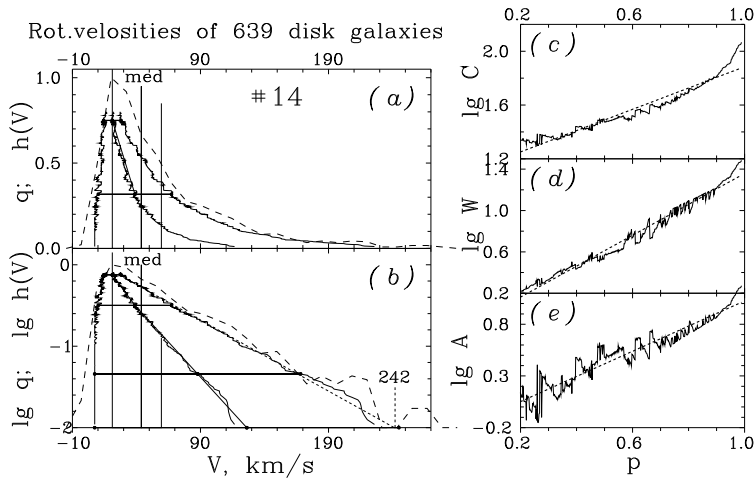 Rot.velosities of 639 disk galaxies
-10 90 190
med
#14
(a)
1.0
0.5
0.0
q; h(V)
med
(b)
242
0
-1
-2
lg q; lg h(V)
-10 90 190
V, km/s
0.2 0.6 1.0
(c)
2.0
1.6
1.2
lg C
(d)
1.4
1.0
0.6
0.2
lg W
(e)
0.8
0.3
-0.2
lg A
0.2 0.6 1.0
p